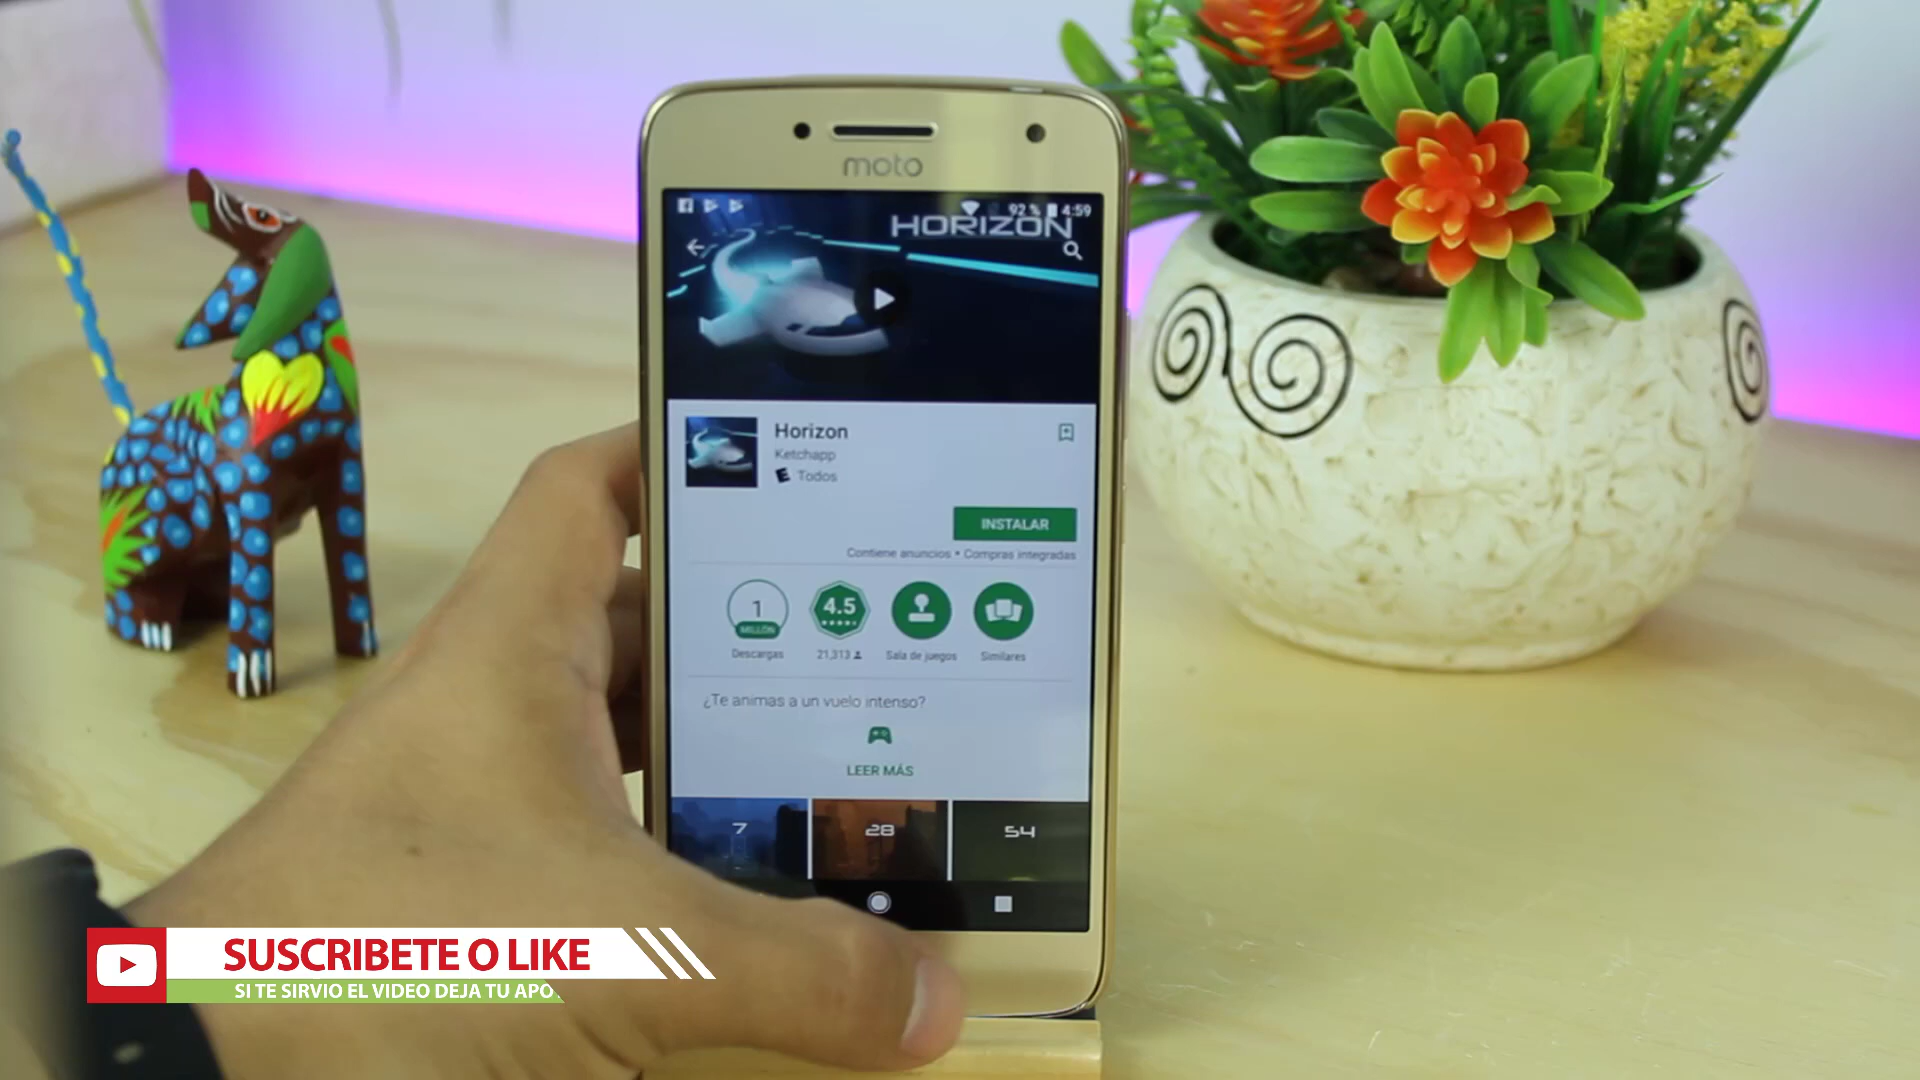 moto
92 % 4:59
HORIZON
Horizon
Ketchapp
E Todos
INSTALAR
Contiene anuncios • Compras integradas
1
MILLÓN
4.5
Descargas
21,313
Sala de juegos
Similares
¿Te animas a un vuelo intenso?
LEER MÁS
7
28
54
SUSCRIBETE O LIKE
SI TE SIRVIO EL VIDEO DEJA TU